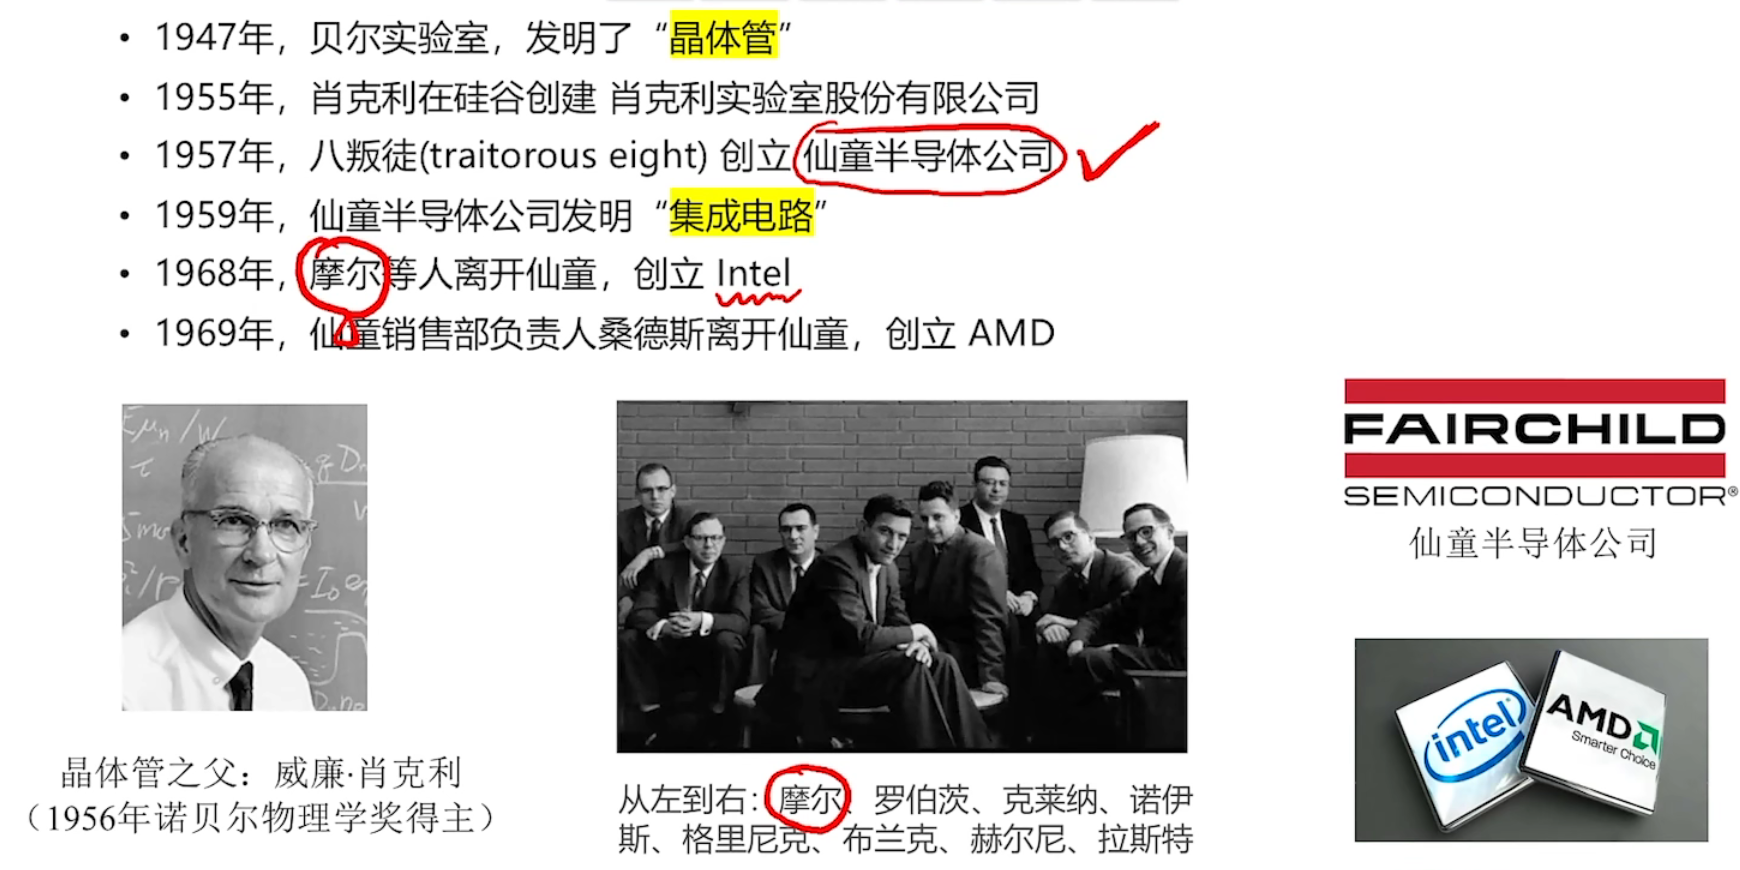 • 1947年，贝尔实验室，发明了“晶体管”
• 1955年，肖克利在硅谷创建 肖克利实验室股份有限公司
• 1957年，八叛徒(traitorous eight) 创立 仙童半导体公司
• 1959年，仙童半导体公司发明“集成电路”
• 1968年，摩尔等人离开仙童，创立 Intel
• 1969年，仙童销售部负责人桑德斯离开仙童，创立 AMD
晶体管之父：威廉·肖克利
（1956年诺贝尔物理学奖得主）
从左到右：摩尔、罗伯茨、克莱纳、诺伊
斯、格里尼克、布兰克、赫尔尼、拉斯特
FAIRCHILD
SEMICONDUCTOR®
仙童半导体公司
intel
AMD
Smarter Choice